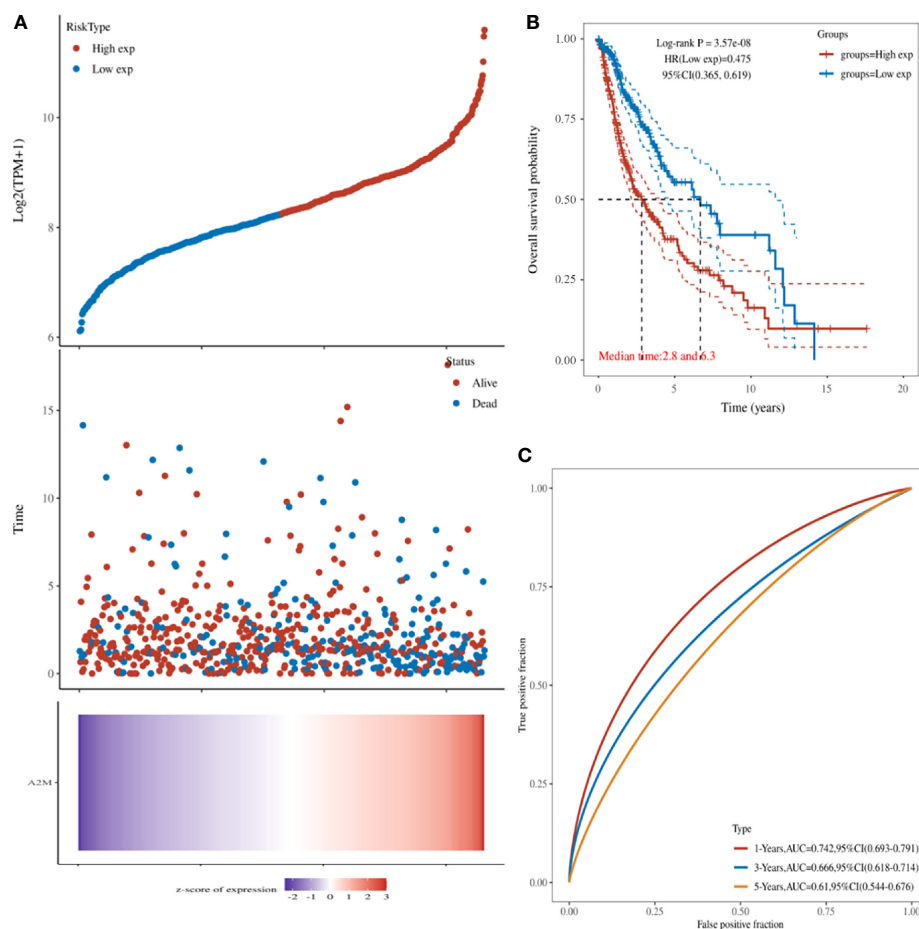 A
RiskType
High exp
Low exp
Log2(TPM+1)
10
8
6
Status
Alive
Dead
Time
15
10
5
0
A2M
z-score of expression
-2 -1 0 1 2 3
B
Log-rank P = 3.57e-08
HR(Low exp)=0.475
95%CI(0.365, 0.619)
Groups
groups=High exp
groups=Low exp
Overall survival probability
1.00
0.75
0.50
0.25
0.00
Median time:2.8 and 6.3
0 5 10 15 20
Time (years)
C
True positive fraction
1.00
0.75
0.50
0.25
0.00
Type
1-Years,AUC=0.742,95%CI(0.693-0.791)
3-Years,AUC=0.666,95%CI(0.618-0.714)
5-Years,AUC=0.61,95%CI(0.544-0.676)
0.00 0.25 0.50 0.75 1.00
False positive fraction